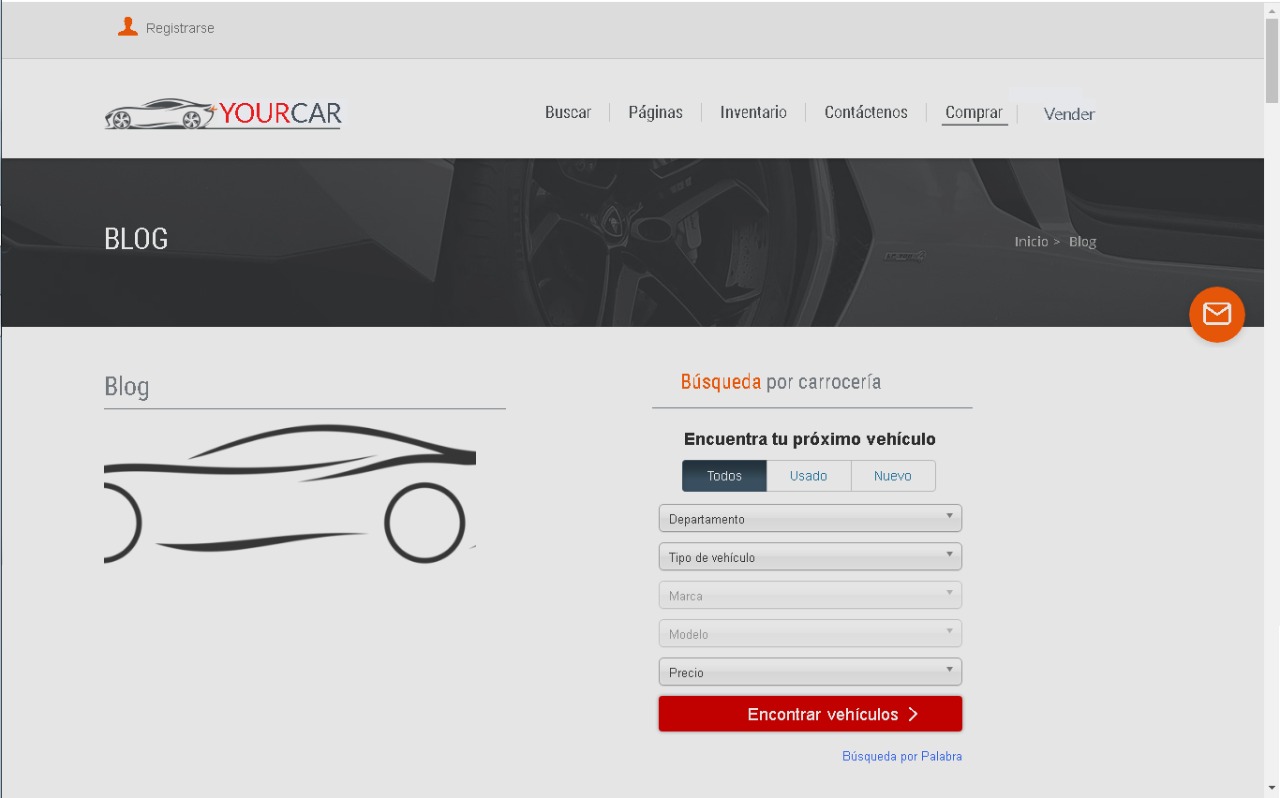 Registrarse
YOURCAR
Buscar
Páginas
Inventario
Contáctenos
Comprar
Vender
BLOG
Inicio > Blog
Blog
Búsqueda por carrocería
Encuentra tu próximo vehículo
Todos
Usado
Nuevo
Departamento
Tipo de vehículo
Marca
Modelo
Precio
Encontrar vehículos
Búsqueda por Palabra